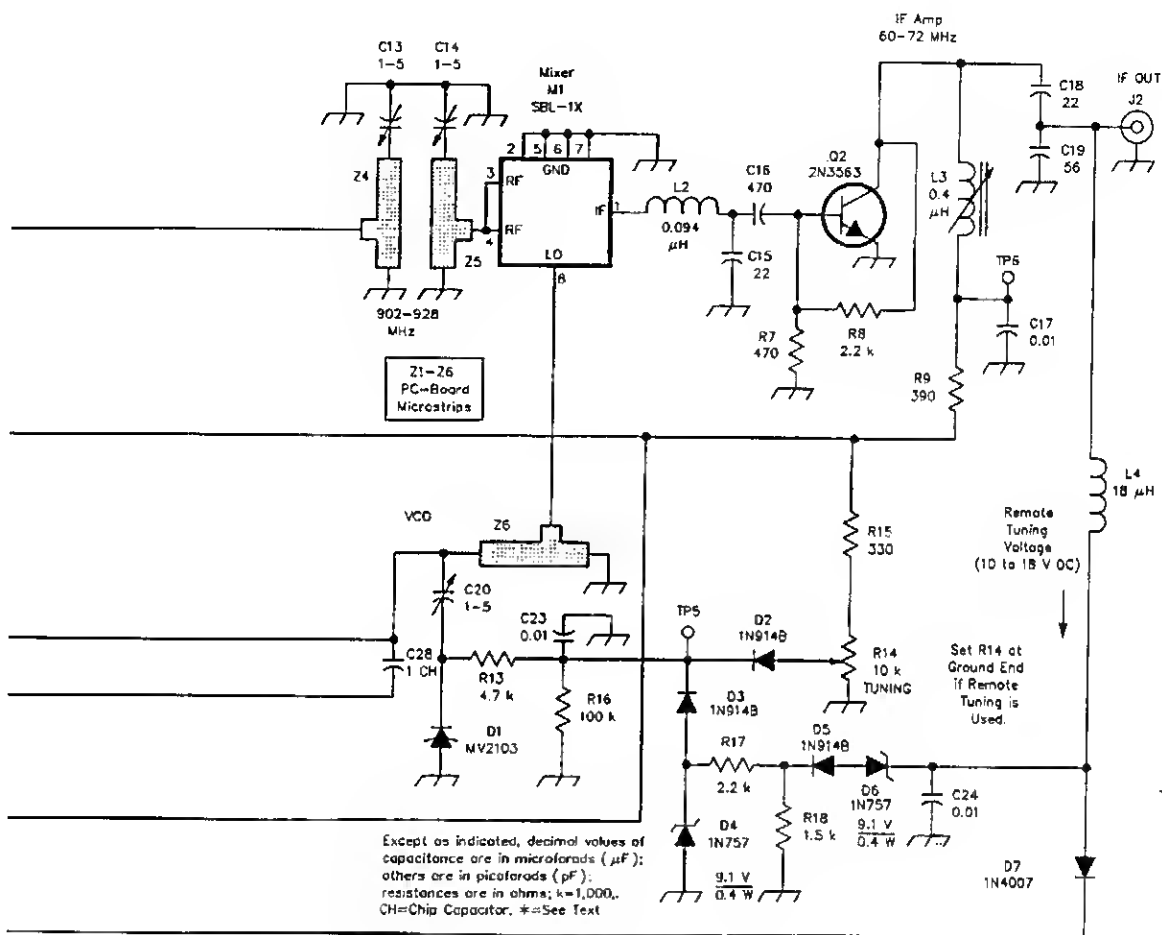 IF Amp
60-72 MHz
C13
1-5
C14
1-5
Mixer
M1
SBL-1X
C18
22
IF OUT
J2
C19
56
2
5
6
7
GND
3
RF
4
RF
IF
1
LO
8
Z4
Z5
902-928
MHz
L2
0.094
μH
C16
470
C15
22
Q2
2N3563
L3
0.4
μH
TP6
C17
0.01
R7
470
R8
2.2 k
R9
390
Z1-Z6
PC-Board
Microstrips
L4
18 μH
VCO
Z6
R15
330
Remote
Tuning
Voltage
(10 to 18 V DC)
C20
1-5
C23
0.01
TP5
D2
1N914B
R14
10 k
TUNING
Set R14 at
Ground End
if Remote
Tuning is
Used.
C28
1 CH
R13
4.7 k
R16
100 k
D1
MV2103
D3
1N914B
R17
2.2 k
D5
1N914B
D6
1N757
9.1 V
0.4 W
C24
0.01
R18
1.5 k
D4
1N757
9.1 V
0.4 W
D7
1N4007
Except as indicated, decimal values of
capacitance are in microfarads (μF);
others are in picofarads (pF);
resistances are in ohms; k=1,000.
CH=Chip Capacitor, *=See Text